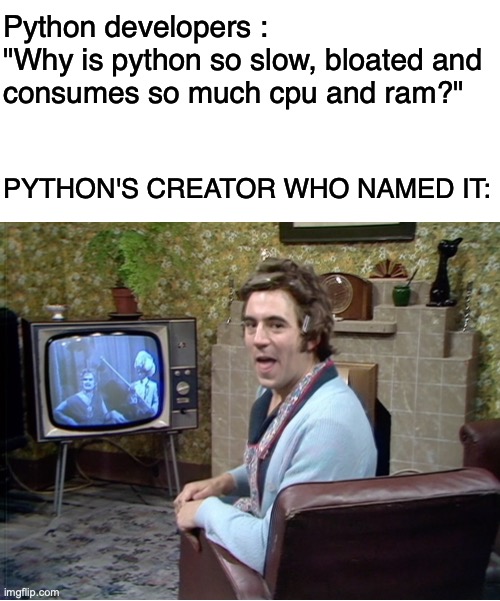 Python developers :
"Why is python so slow, bloated and
consumes so much cpu and ram?"
PYTHON'S CREATOR WHO NAMED IT:
imgflip.com